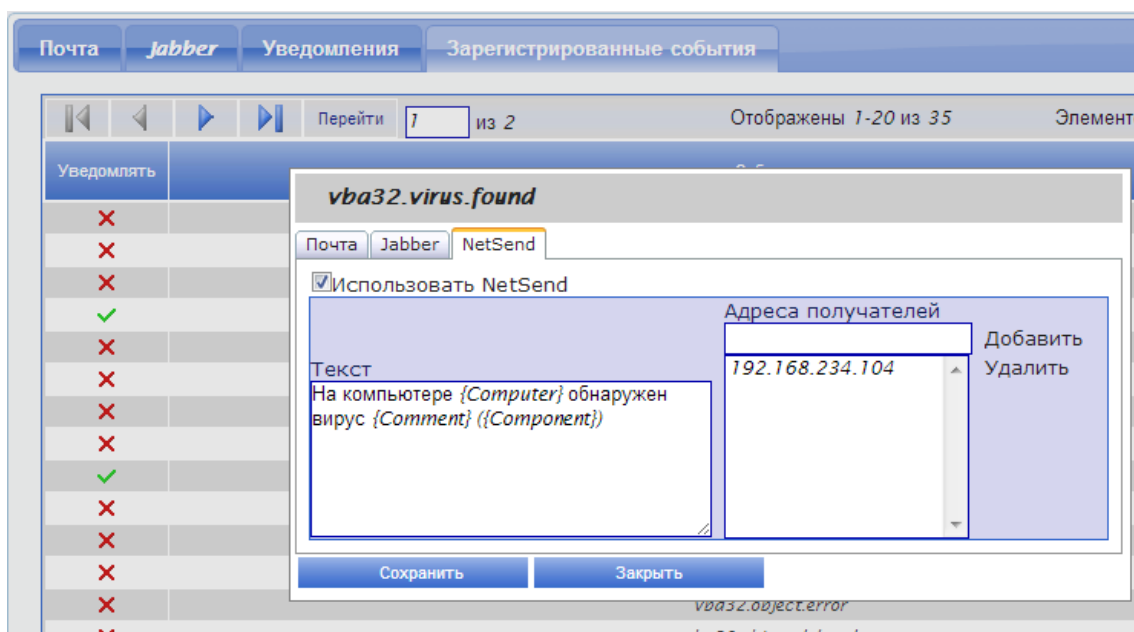 Почта Jabber Уведомления Зарегистрированные события
Перейти 1 из 2 Отображены 1-20 из 35 Элемент
Уведомлять
vba32.virus.found
Почта Jabber NetSend
Использовать NetSend
Адреса получателей
Добавить
Текст 192.168.234.104 Удалить
На компьютере {Computer} обнаружен
вирус {Comment} ({Component})
Сохранить Закрыть
vba32.object.error